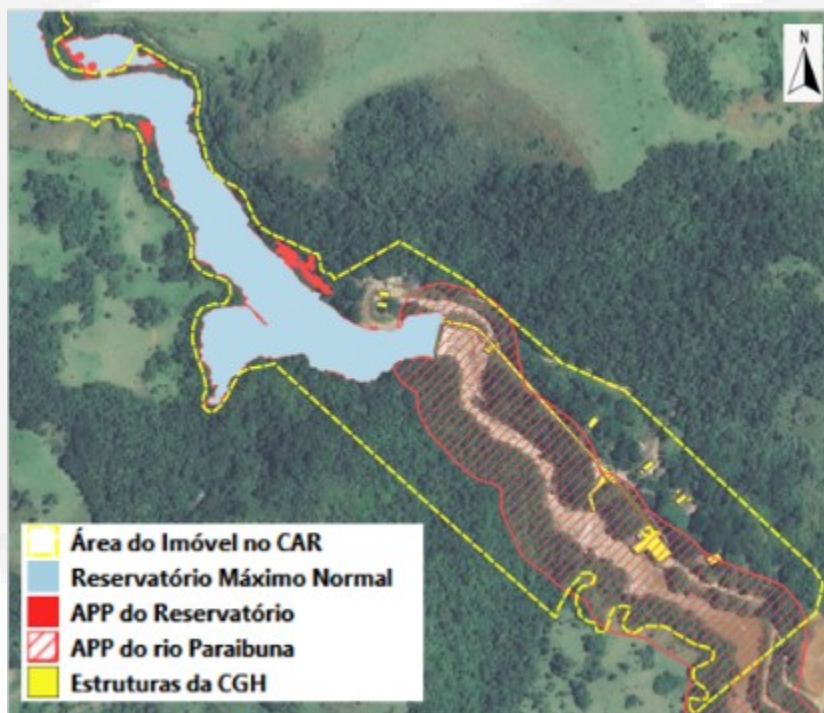 N
Área do Imóvel no CAR
Reservatório Máximo Normal
APP do Reservatório
APP do rio Paraibuna
Estruturas da CGH